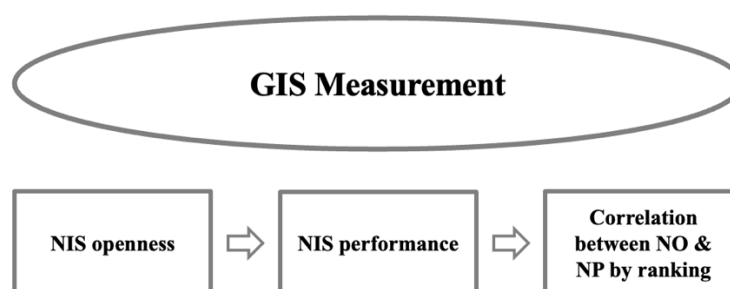 GIS Measurement
NIS openness
NIS performance
Correlation
between NO &
NP by ranking